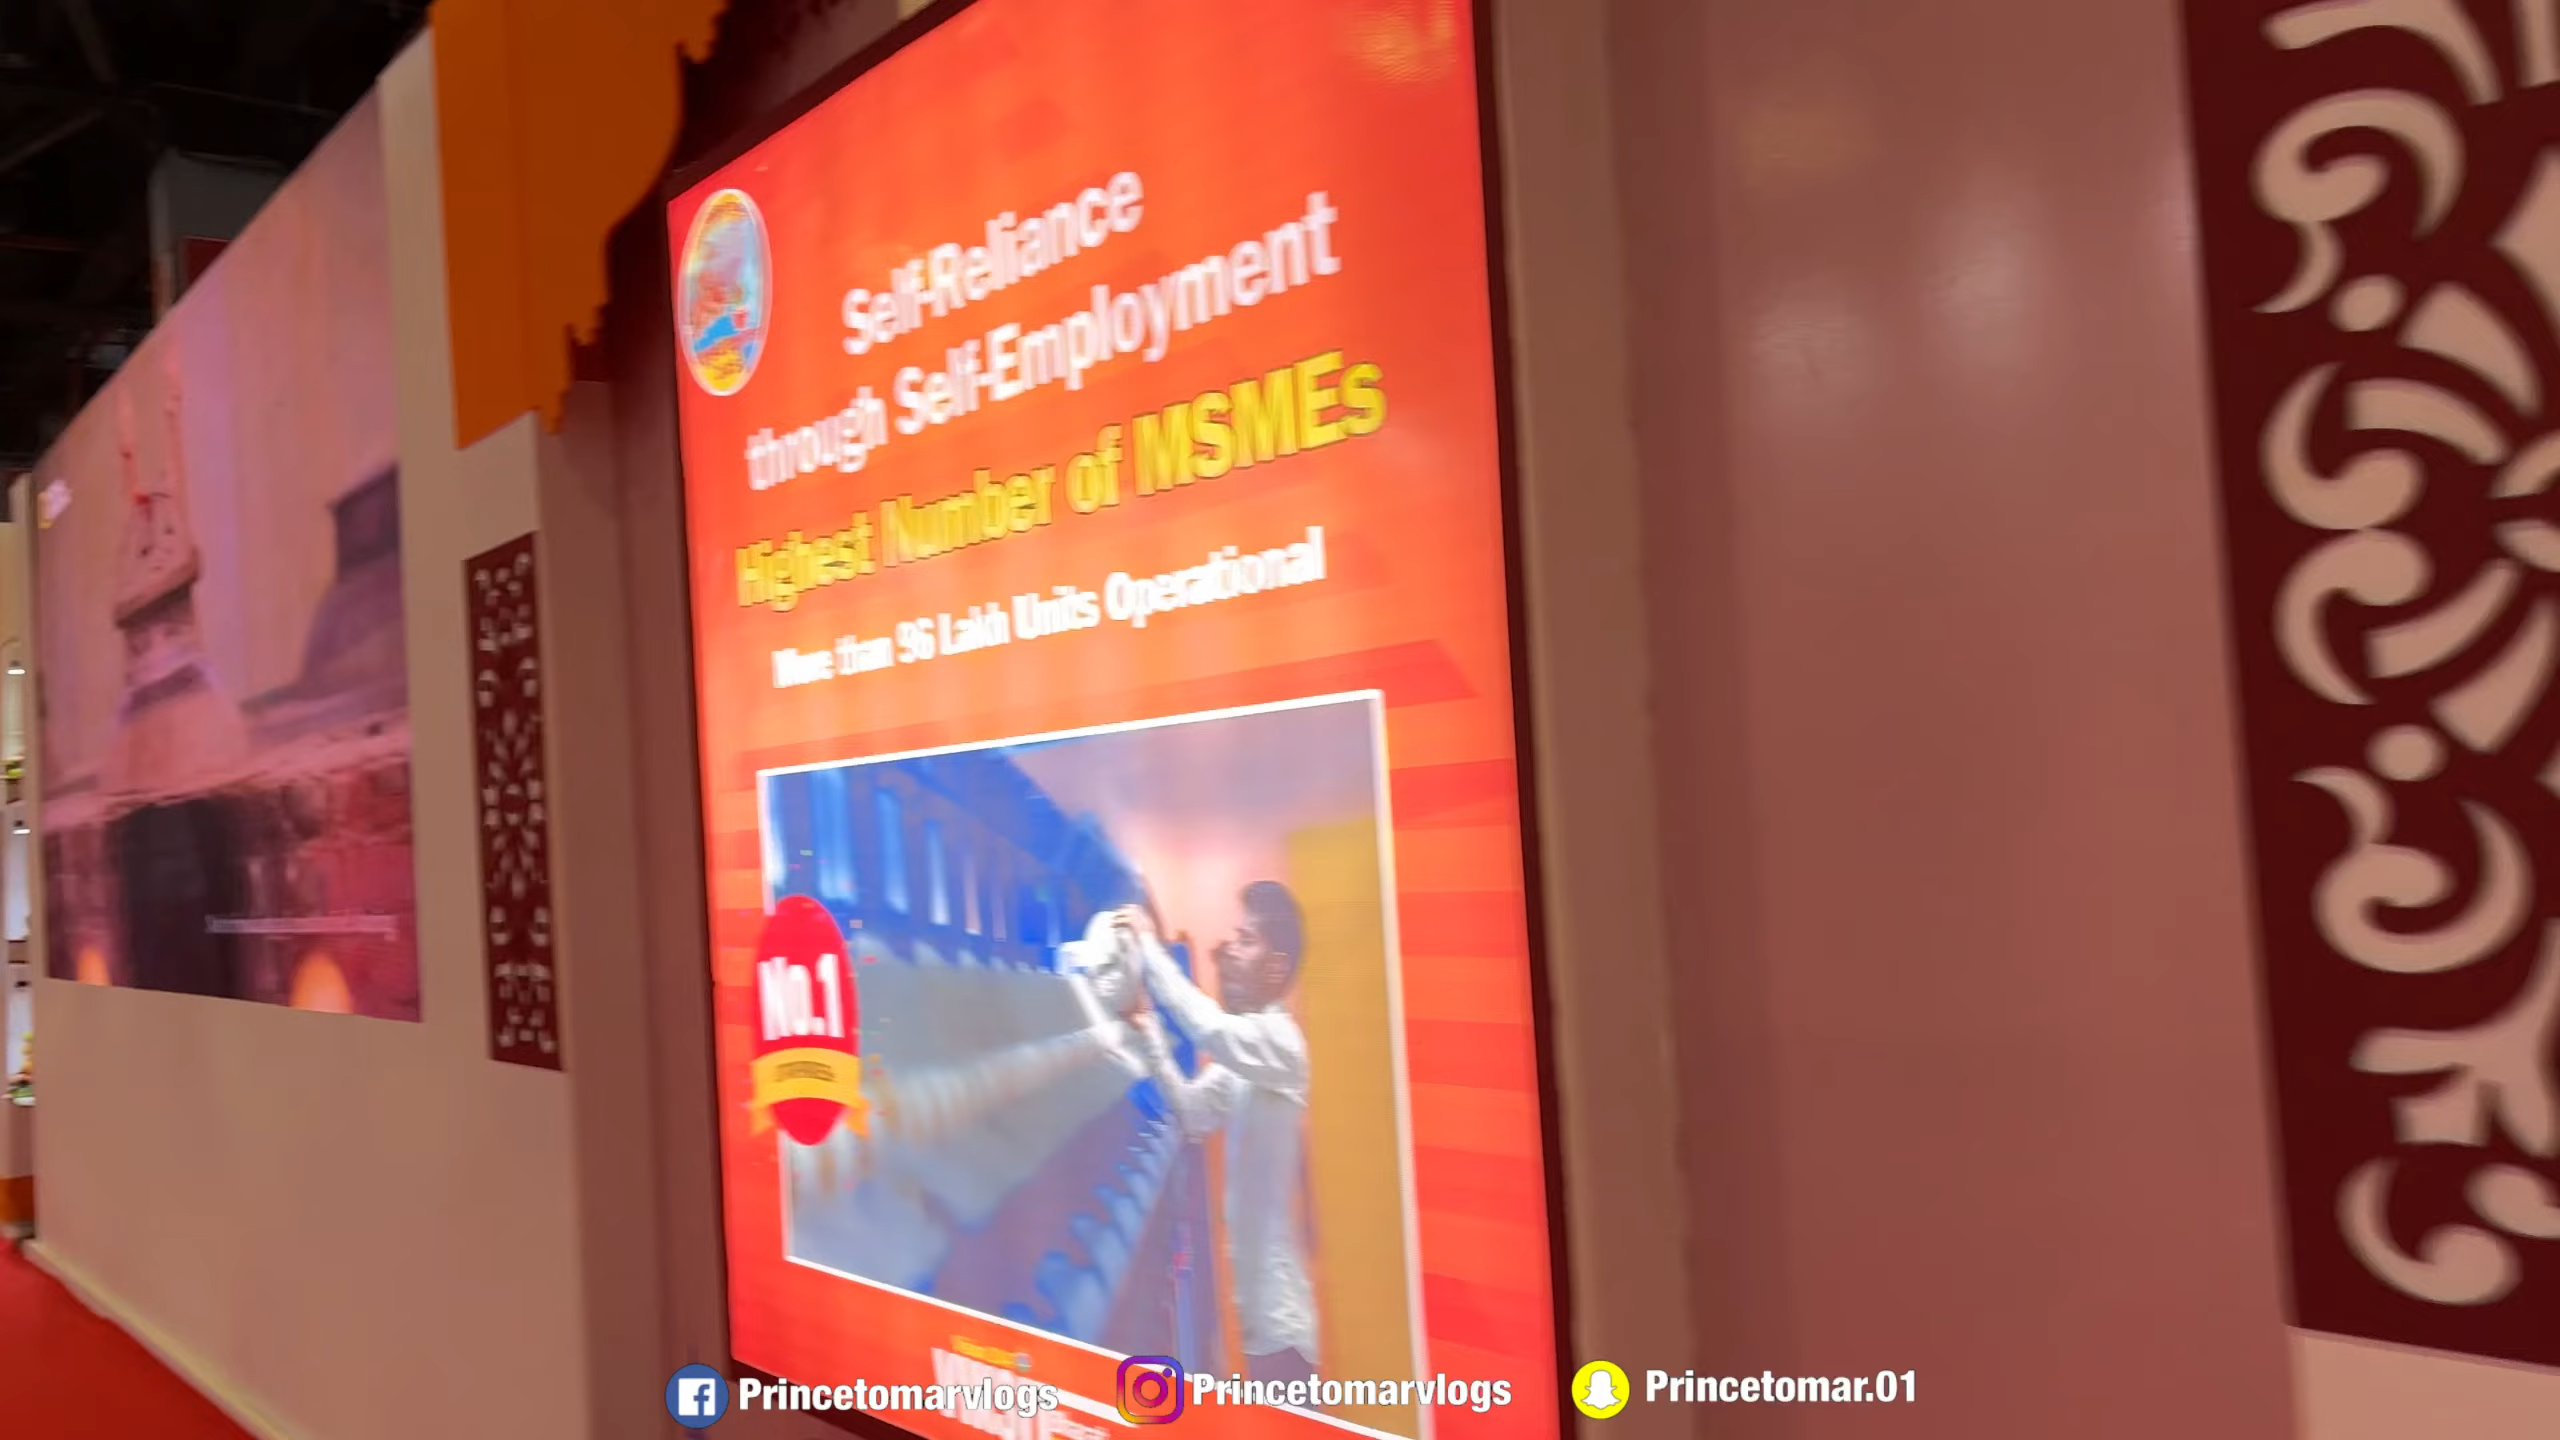 Self-Reliance
through Self-Employment
Highest Number of MSMEs
More than 96 Lakh Units Operational
No.1
Princetomarvlogs
Princetomarvlogs
Princetomar.01